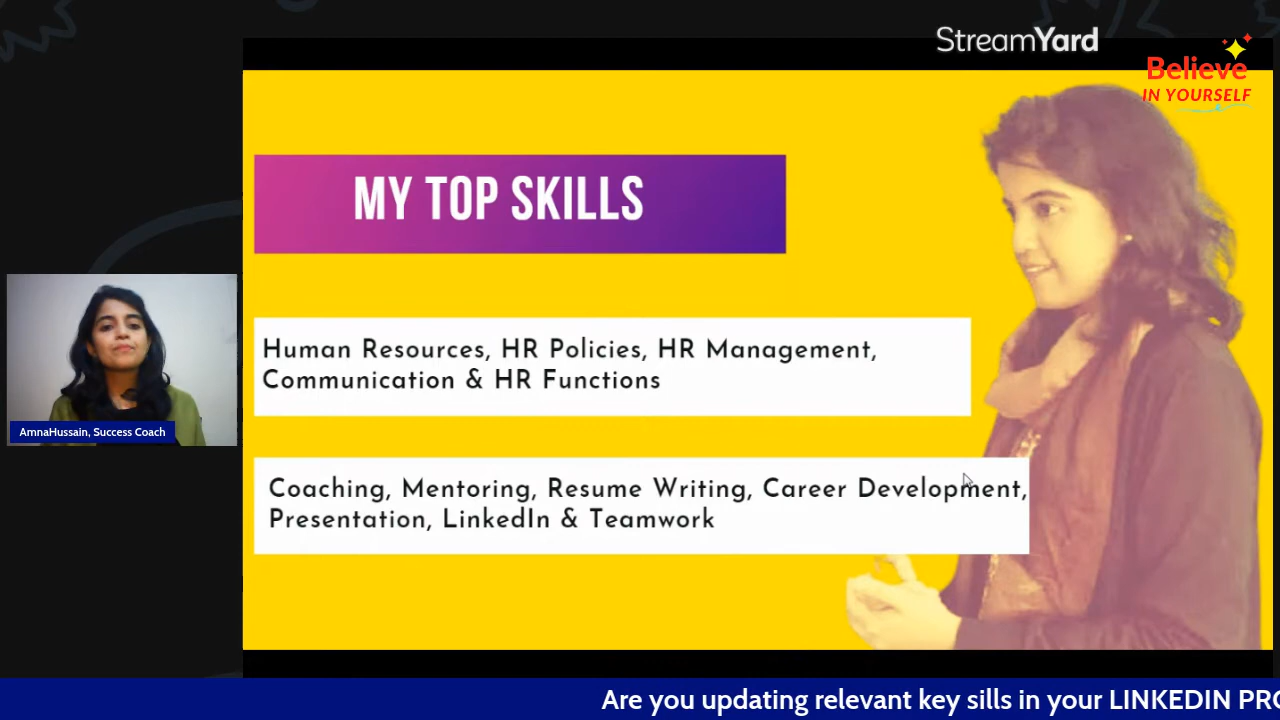 StreamYard
Believe
IN YOURSELF
MY TOP SKILLS
Human Resources, HR Policies, HR Management,
Communication & HR Functions
AmnaHussain, Success Coach
Coaching, Mentoring, Resume Writing, Career Development,
Presentation, LinkedIn & Teamwork
Are you updating relevant key sills in your LINKEDIN